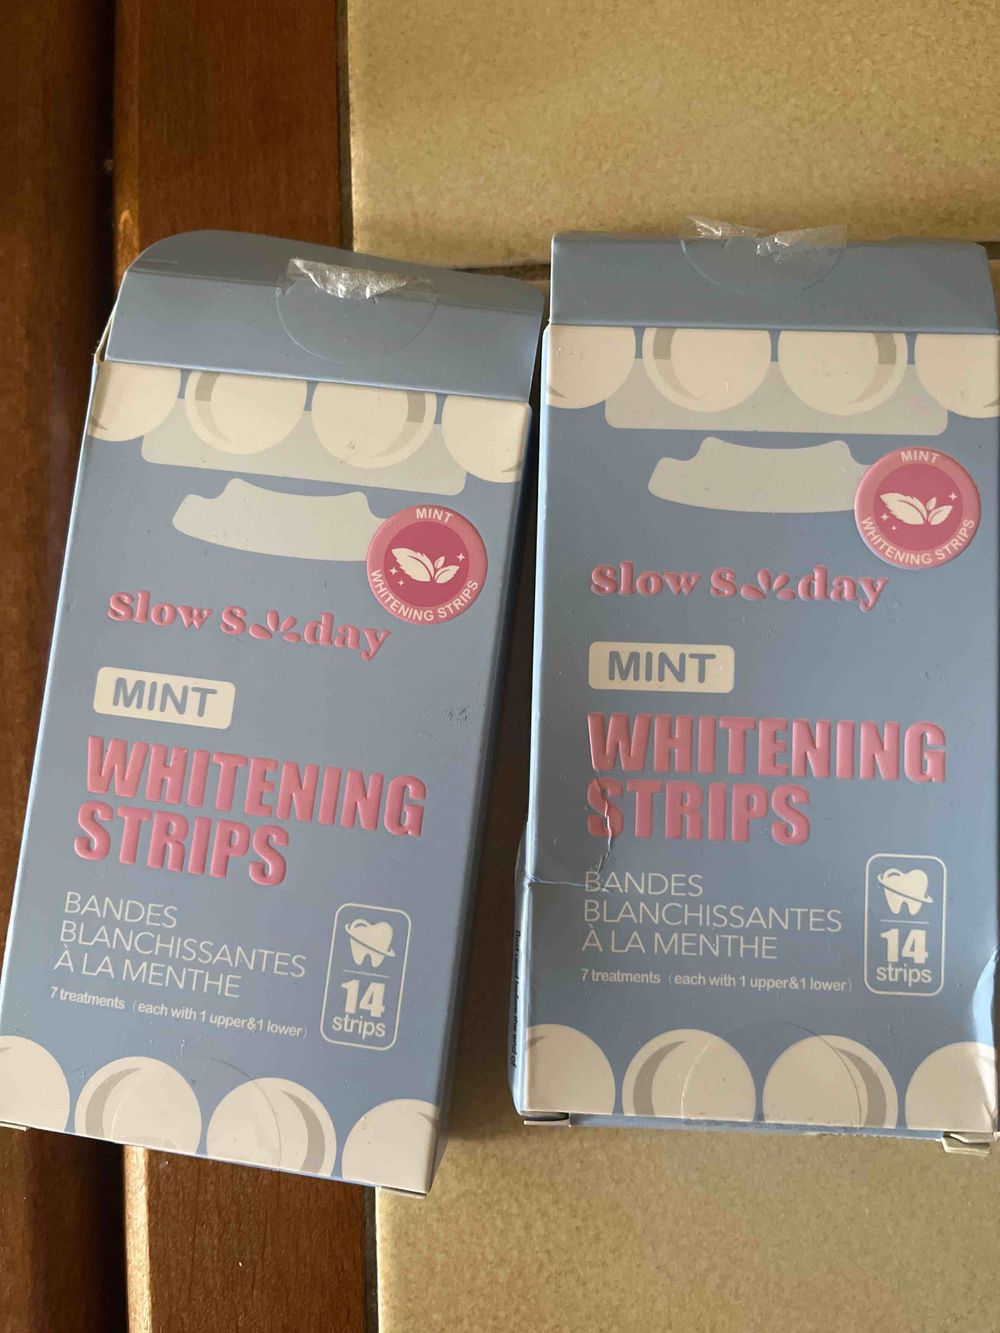 MINT
WHITENING STRIPS
slow Sunday
MINT
WHITENING
STRIPS
BANDES
BLANCHISSANTES
À LA MENTHE
7 treatments (each with 1 upper&1 lower)
14
strips
MINT
WHITENING STRIPS
slow Sunday
MINT
WHITENING
STRIPS
BANDES
BLANCHISSANTES
À LA MENTHE
7 treatments (each with 1 upper&1 lower)
14
strips